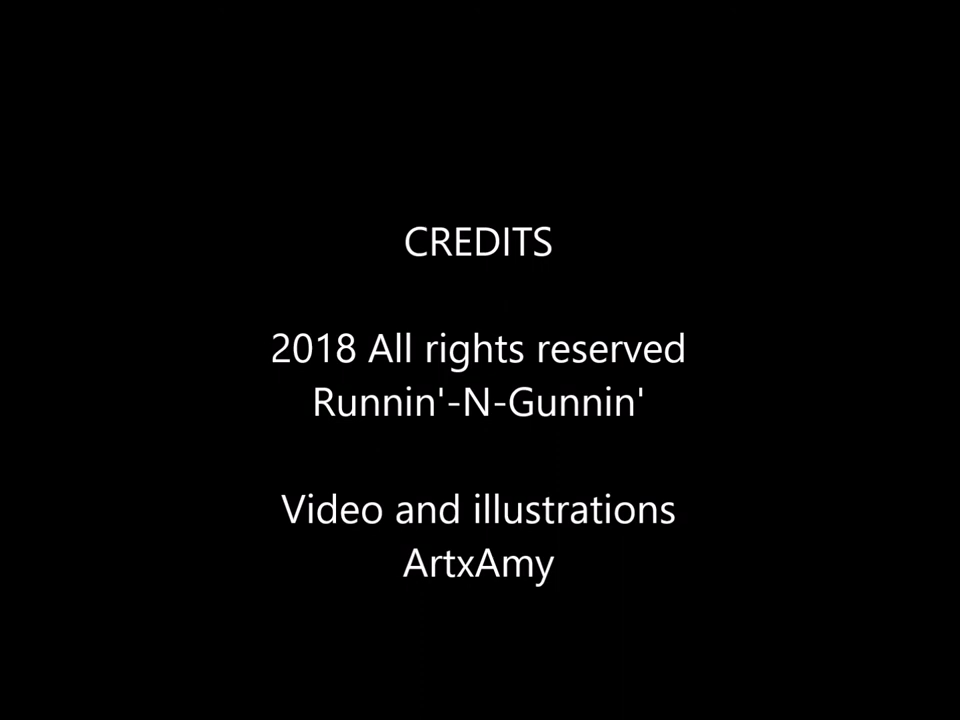 CREDITS
2018 All rights reserved
Runnin'-N-Gunnin'
Video and illustrations
ArtxAmy